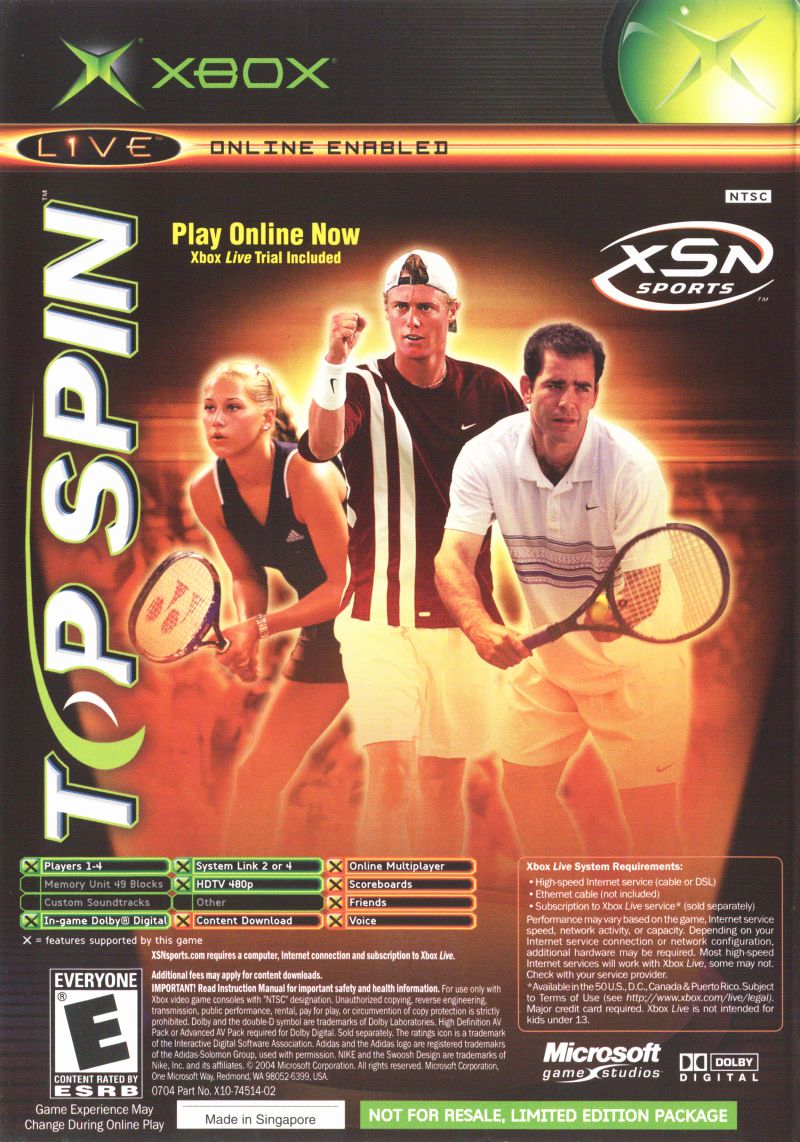 XBOX
LIVE™ ONLINE ENABLED
NTSC
TOP SPIN™
Play Online Now
Xbox Live Trial Included
XSN
SPORTS™
Players 1-4
System Link 2 or 4
Online Multiplayer
Memory Unit 49 Blocks
HDTV 480p
Scoreboards
Custom Soundtracks
Other
Friends
In-game Dolby® Digital
Content Download
Voice
X = features supported by this game
Xbox Live System Requirements:
• High-speed Internet service (cable or DSL)
• Ethernet cable (not included)
• Subscription to Xbox Live service* (sold separately)
Performance may vary based on the game, Internet service
speed, network activity, or capacity. Depending on your
Internet service connection or network configuration,
additional hardware may be required. Most high-speed
Internet services will work with Xbox Live, some may not.
Check with your service provider.
*Available in the 50 U.S., D.C., Canada & Puerto Rico. Subject
to Terms of Use (see http://www.xbox.com/live/legal).
Major credit card required. Xbox Live is not intended for
kids under 13.
XSNsports.com requires a computer, Internet connection and subscription to Xbox Live.
Additional fees may apply for content downloads.
IMPORTANT! Read Instruction Manual for important safety and health information. For use only with
Xbox video game consoles with "NTSC" designation. Unauthorized copying, reverse engineering,
transmission, public performance, rental, pay for play, or circumvention of copy protection is strictly
prohibited. Dolby and the double-D symbol are trademarks of Dolby Laboratories. High Definition AV
Pack or Advanced AV Pack required for Dolby Digital. Sold separately. The ratings icon is a trademark
of the Interactive Digital Software Association. Adidas and the Adidas logo are registered trademakrs
of the Adidas-Solomon Group, used with permission. NIKE and the Swoosh Design are trademarks of
Nike, Inc. and its affiliates. © 2004 Microsoft Corporation. All rights reserved. Microsoft Corporation,
One Microsoft Way, Redmond, WA 98052-6399, USA.
0704 Part No. X10-74514-02
EVERYONE
®
E
CONTENT RATED BY
ESRB
Game Experience May
Change During Online Play
Microsoft
game studios
DOLBY
DIGITAL
Made in Singapore
NOT FOR RESALE, LIMITED EDITION PACKAGE